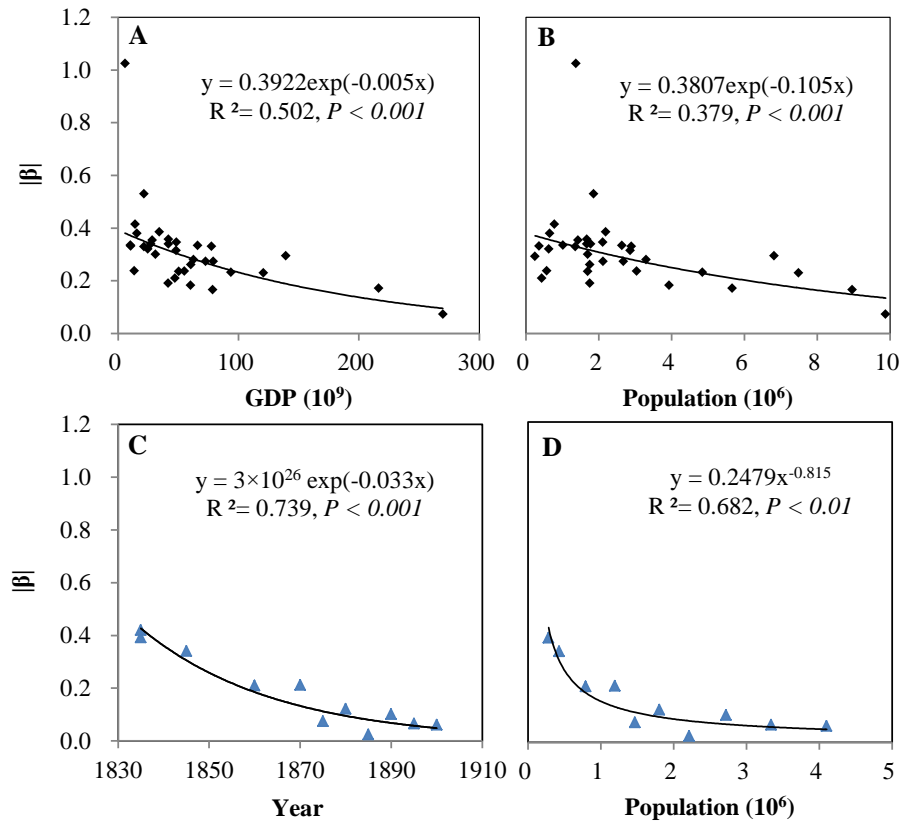 A
y = 0.3922exp(-0.005x)
R ²= 0.502, P < 0.001
1.2
1.0
0.8
0.6
0.4
0.2
0.0
|β|
0 100 200 300
GDP (10⁹)
B
y = 0.3807exp(-0.105x)
R ²= 0.379, P < 0.001
0 2 4 6 8 10
Population (10⁶)
C
y = 3×10²⁶ exp(-0.033x)
R ²= 0.739, P < 0.001
1.2
1.0
0.8
0.6
0.4
0.2
0.0
|β|
1830 1850 1870 1890 1910
Year
D
y = 0.2479x⁻⁰·⁸¹⁵
R ²= 0.682, P < 0.01
0 1 2 3 4 5
Population (10⁶)